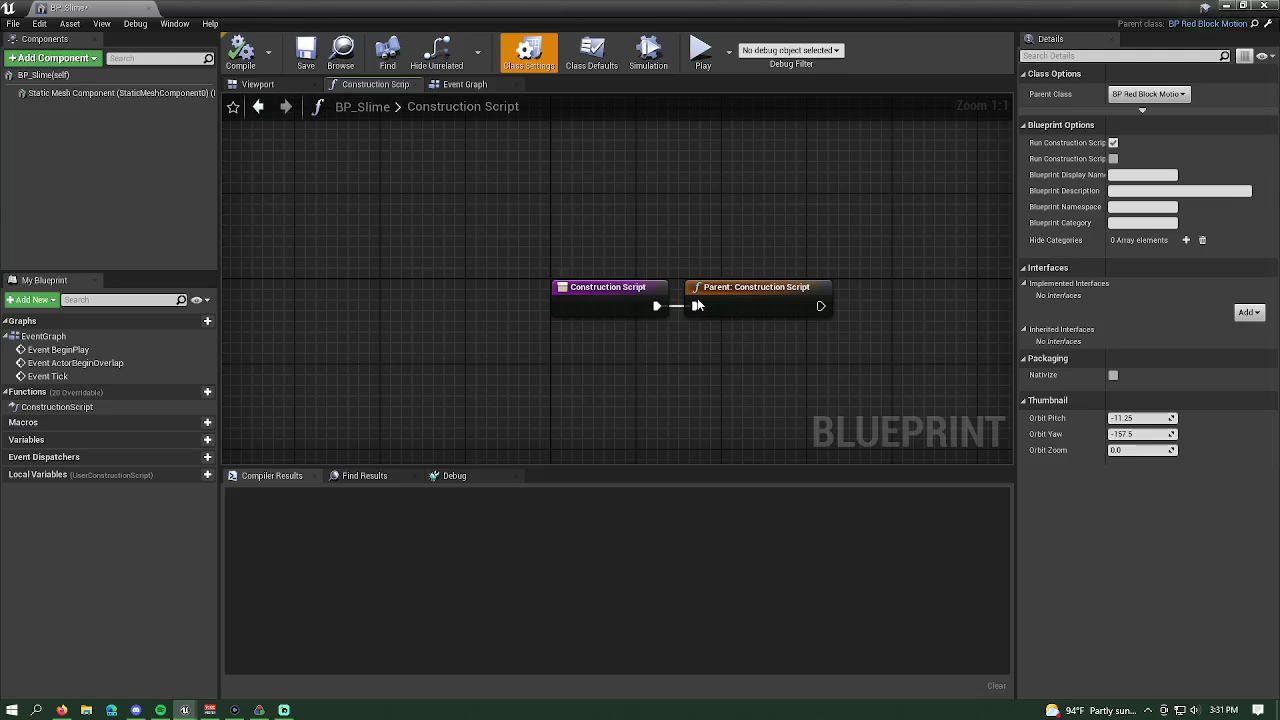 BP_Slime*
File Edit Asset View Debug Window Help
Parent class: BP Red Block Motion
Components
+ Add Component
Search
BP_Slime(self)
Static Mesh Component (StaticMeshComponent0) (I
Compile
Save
Browse
Find
Hide Unrelated
Class Settings
Class Defaults
Simulation
Play
No debug object selected
Debug Filter
Viewport
Construction Scrip
Event Graph
BP_Slime > Construction Script
Zoom 1:1
Construction Script
Parent: Construction Script
BLUEPRINT
My Blueprint
+ Add New
Search
Graphs
EventGraph
Event BeginPlay
Event ActorBeginOverlap
Event Tick
Functions (20 Overridable)
ConstructionScript
Macros
Variables
Event Dispatchers
Local Variables (UserConstructionScript)
Compiler Results
Find Results
Debug
Clear
Details
Search Details
Class Options
Parent Class BP Red Block Motio
Blueprint Options
Run Construction Scrip
Run Construction Scrip
Blueprint Display Nam
Blueprint Description
Blueprint Namespace
Blueprint Category
Hide Categories 0 Array elements
Interfaces
Implemented Interfaces
No Interfaces
Add
Inherited Interfaces
No Interfaces
Packaging
Nativize
Thumbnail
Orbit Pitch -11.25
Orbit Yaw -157.5
Orbit Zoom 0.0
94°F Partly sun... 3:31 PM